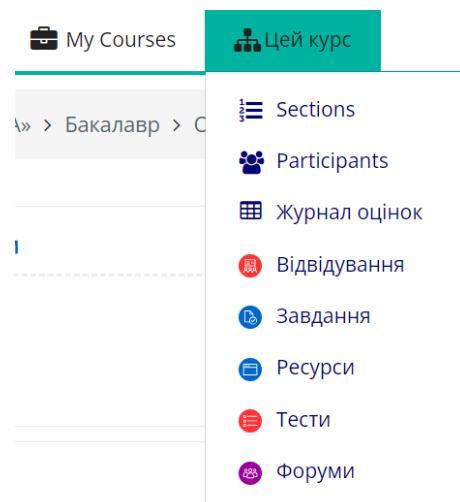 My Courses Цей курс
» > Бакалавр > С
Sections
Participants
Журнал оцінок
Відвідування
Завдання
Ресурси
Тести
Форуми